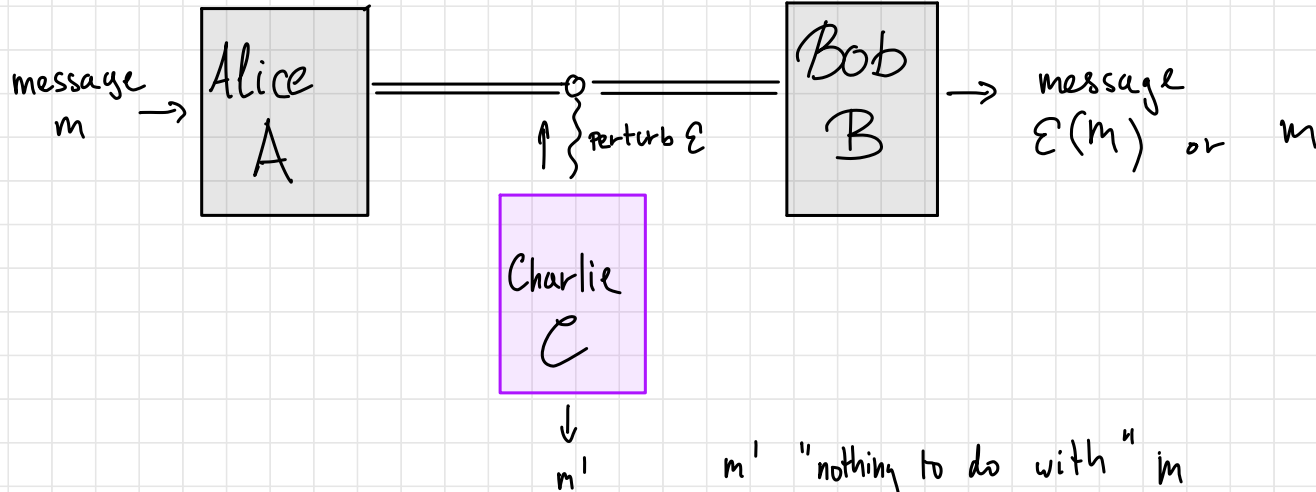 message
m →
Alice
A
↑ perturb ε
Bob
B
→ message
ε(m) or m
Charlie
C
↓
m'
m' "nothing to do with" m